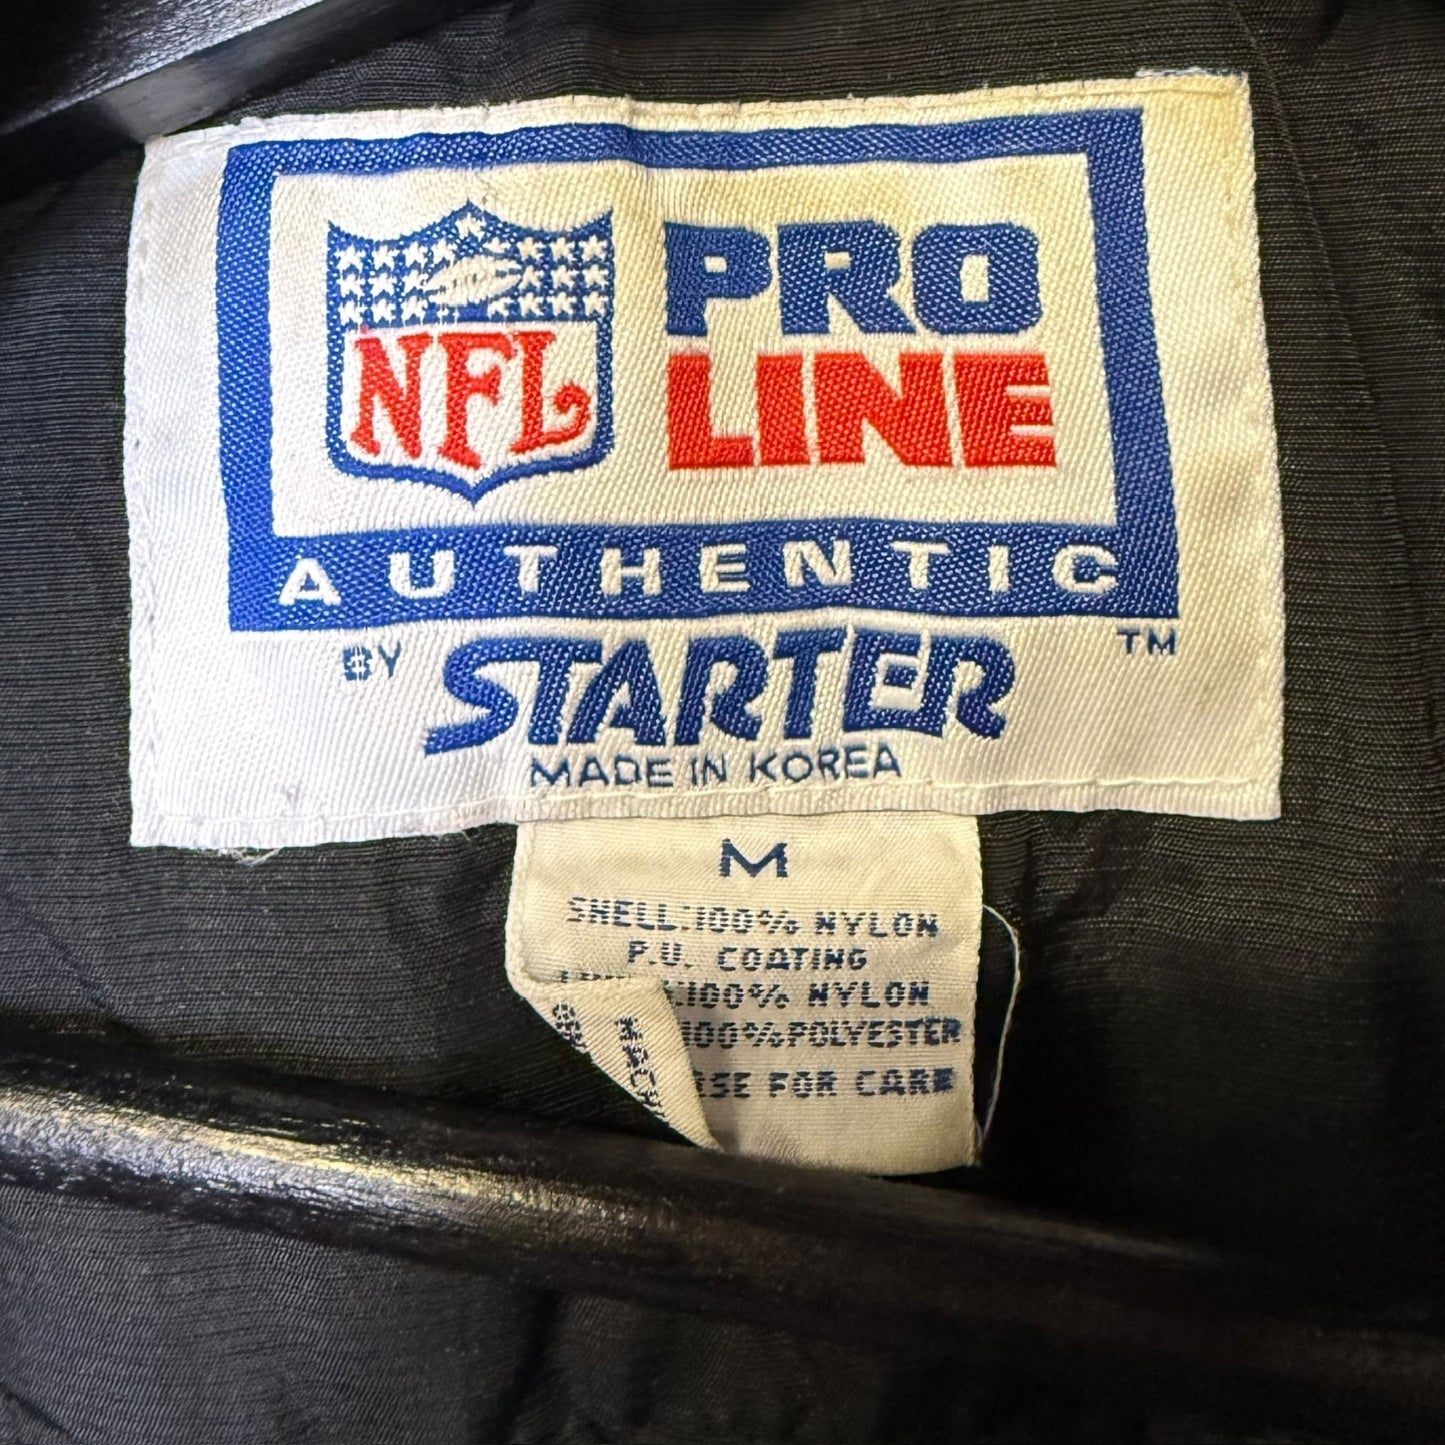 NFL
PRO
LINE
AUTHENTIC
BY STARTER TM
MADE IN KOREA
M
SHELL:100% NYLON
P.U. COATING
:100% NYLON
100%POLYESTER
FOR CARE